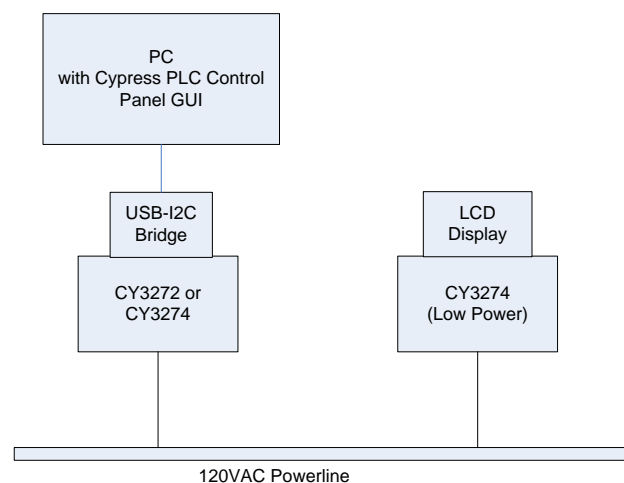 PC
with Cypress PLC Control
Panel GUI
USB-I2C
Bridge
LCD
Display
CY3272 or
CY3274
CY3274
(Low Power)
120VAC Powerline